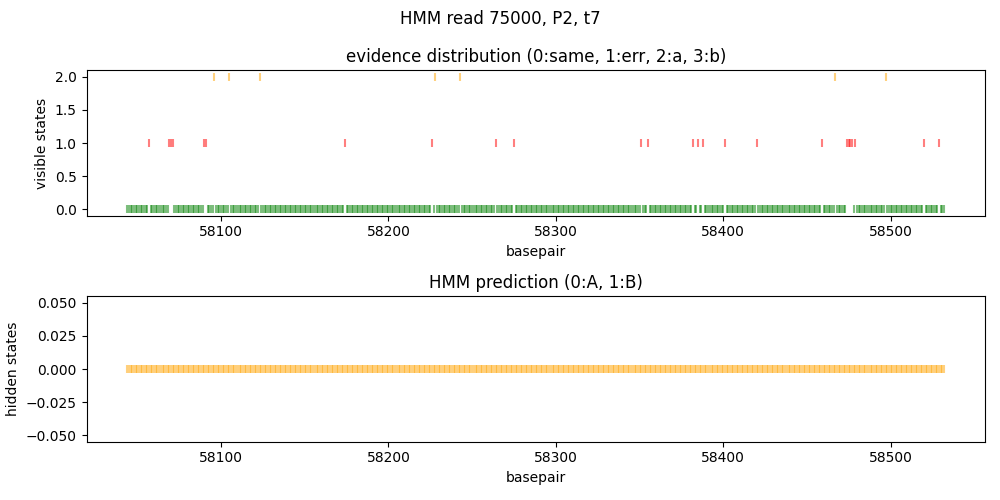 HMM read 75000, P2, t7
evidence distribution (0:same, 1:err, 2:a, 3:b)
2.0
1.5
1.0
0.5
0.0
visible states
58100 58200 58300 58400 58500
basepair
HMM prediction (0:A, 1:B)
0.050
0.025
0.000
−0.025
−0.050
hidden states
58100 58200 58300 58400 58500
basepair